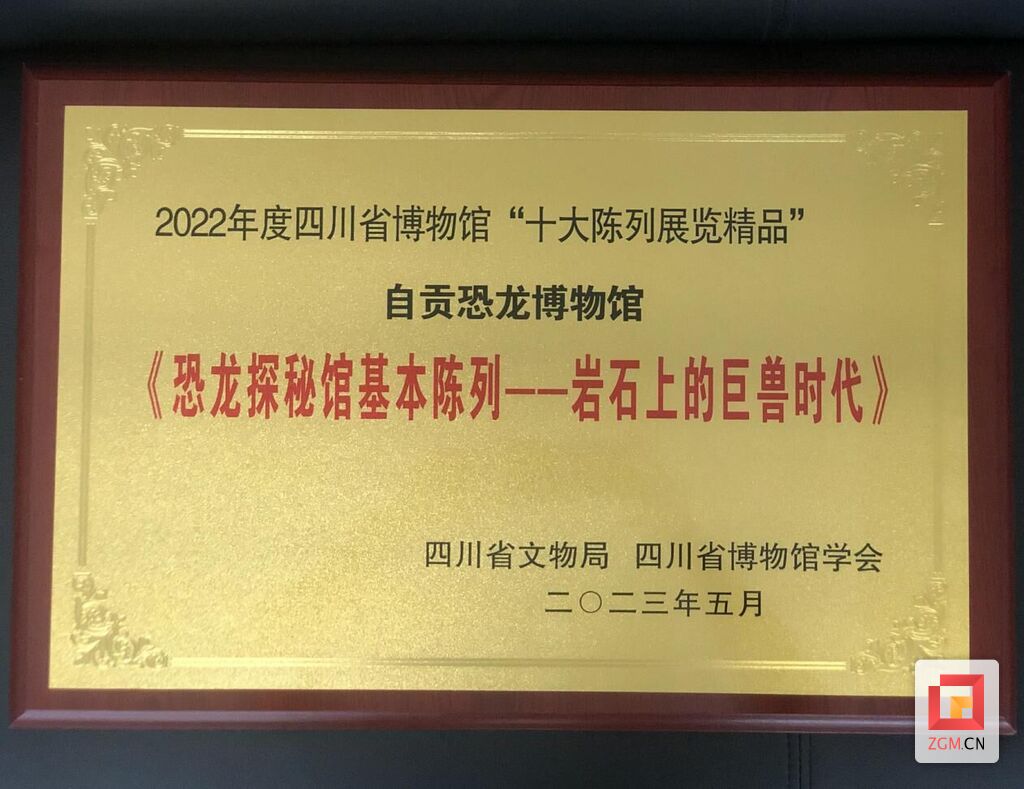 2022年度四川省博物馆“十大陈列展览精品”
自贡恐龙博物馆
《恐龙探秘馆基本陈列——岩石上的巨兽时代》
四川省文物局 四川省博物馆学会
二〇二三年五月
ZGM.CN